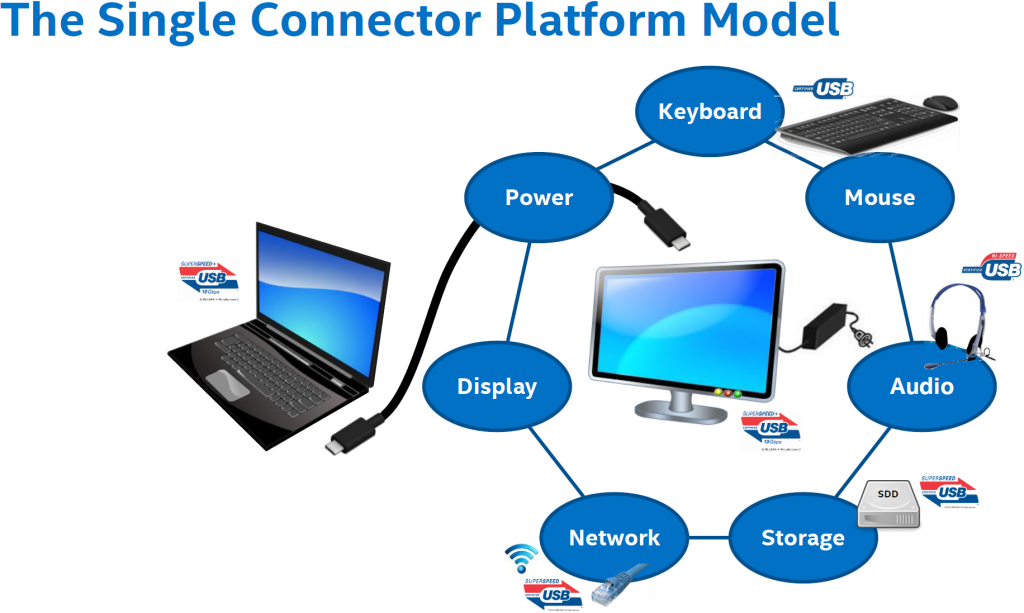 The Single Connector Platform Model
CERTIFIED USB
Keyboard
Power
Mouse
SUPERSPEED+
CERTIFIED USB
10Gbps
HI-SPEED
CERTIFIED USB
Display
Audio
SUPERSPEED+
CERTIFIED USB
10Gbps
SDD
SUPERSPEED
CERTIFIED USB
Network
Storage
SUPERSPEED
CERTIFIED USB